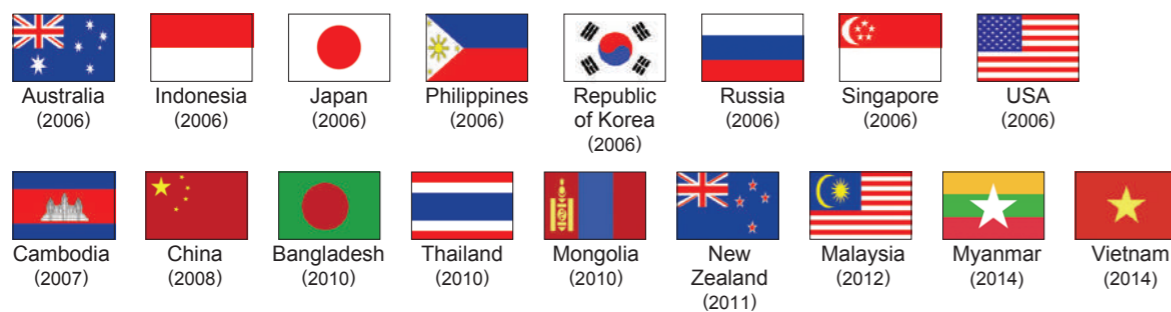 Australia
(2006)
Indonesia
(2006)
Japan
(2006)
Philippines
(2006)
Republic
of Korea
(2006)
Russia
(2006)
Singapore
(2006)
USA
(2006)
Cambodia
(2007)
China
(2008)
Bangladesh
(2010)
Thailand
(2010)
Mongolia
(2010)
New
Zealand
(2011)
Malaysia
(2012)
Myanmar
(2014)
Vietnam
(2014)